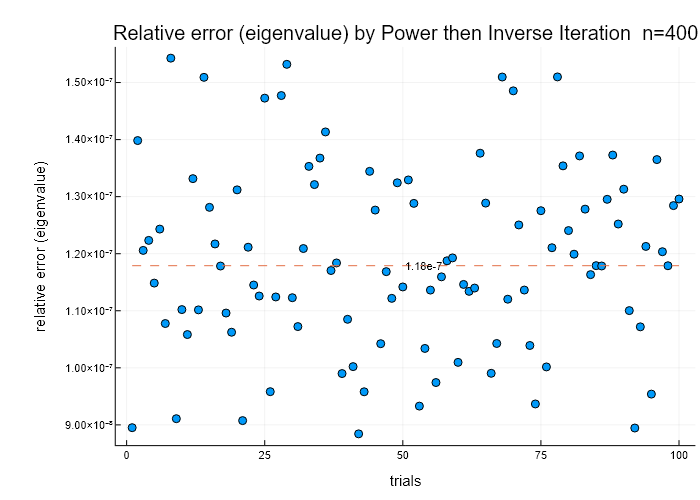 Relative error (eigenvalue) by Power then Inverse Iteration n=400
relative error (eigenvalue)
1.50×10⁻⁷
1.40×10⁻⁷
1.30×10⁻⁷
1.20×10⁻⁷
1.18e-7
1.10×10⁻⁷
1.00×10⁻⁷
9.00×10⁻⁸
0 25 50 75 100
trials